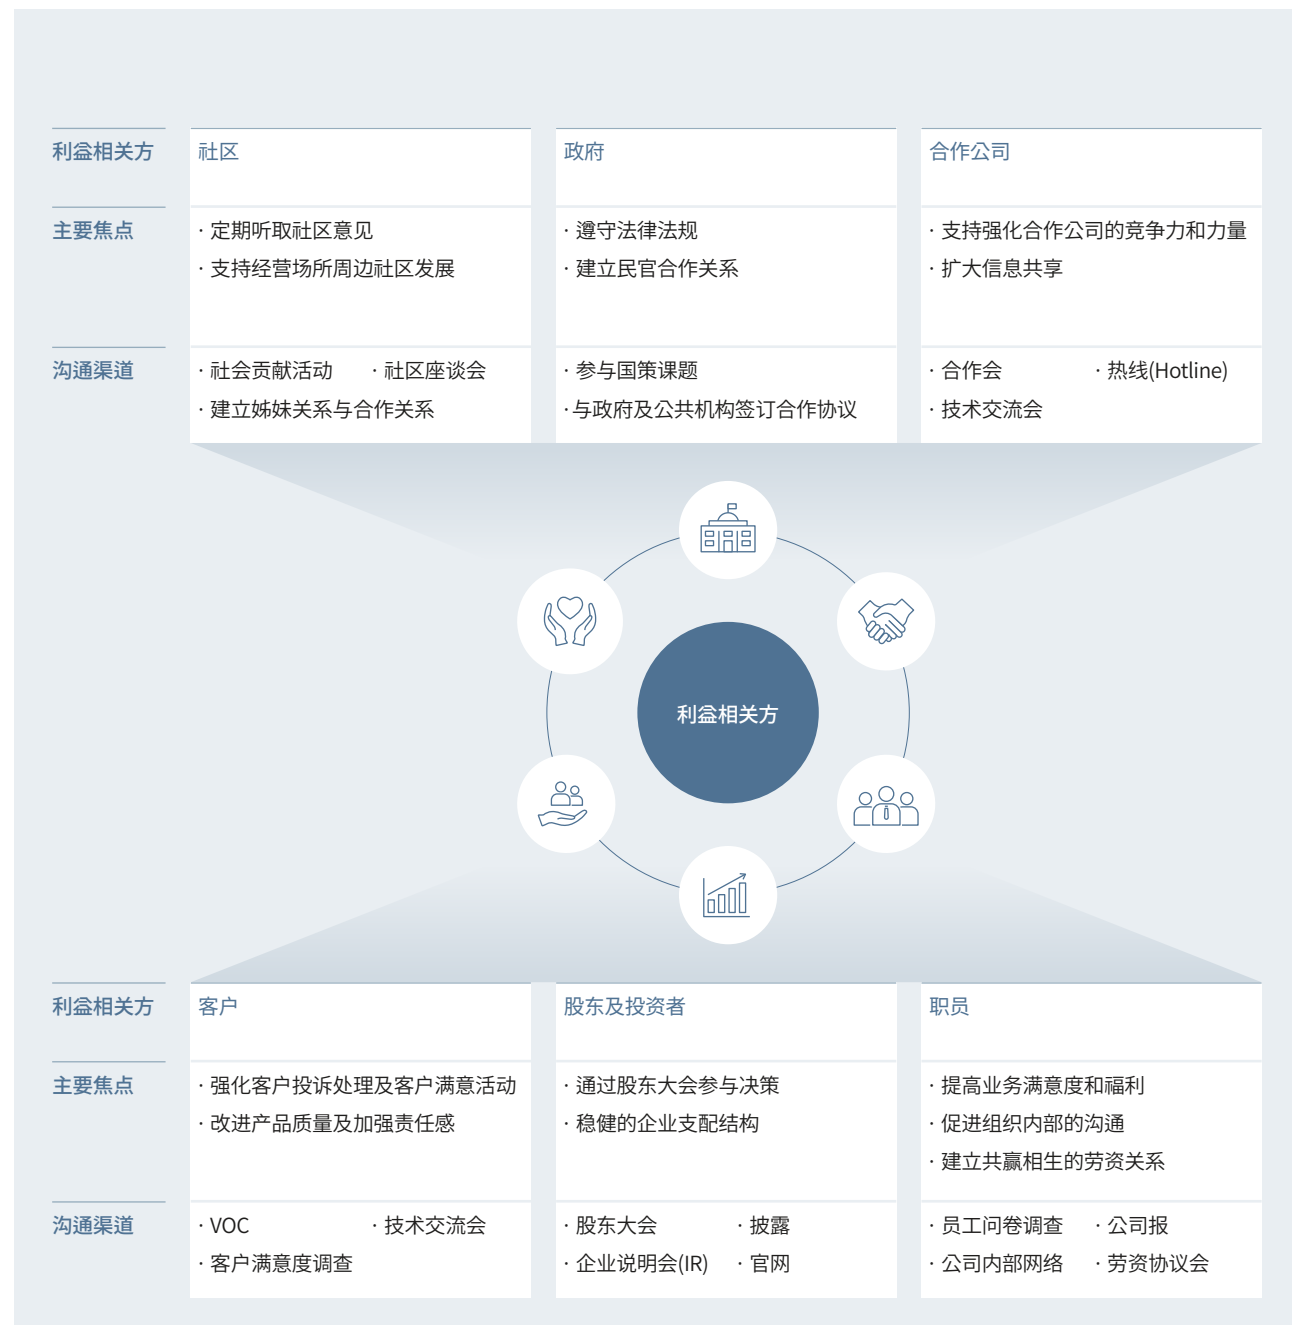 利益相关方 社区 政府 合作公司
主要焦点 · 定期听取社区意见 · 遵守法律法规 · 支持强化合作公司的竞争力和力量
· 支持经营场所周边社区发展 · 建立民官合作关系 · 扩大信息共享
沟通渠道 · 社会贡献活动 · 社区座谈会 · 参与国策课题 · 合作会 · 热线(Hotline)
· 建立姊妹关系与合作关系 · 与政府及公共机构签订合作协议 · 技术交流会
利益相关方
利益相关方 客户 股东及投资者 职员
主要焦点 · 强化客户投诉处理及客户满意活动 · 通过股东大会参与决策 · 提高业务满意度和福利
· 改进产品质量及加强责任感 · 稳健的企业支配结构 · 促进组织内部的沟通
· 建立共赢相生的劳资关系
沟通渠道 · VOC · 技术交流会 · 股东大会 · 披露 · 员工问卷调查 · 公司报
· 客户满意度调查 · 企业说明会(IR) · 官网 · 公司内部网络 · 劳资协议会